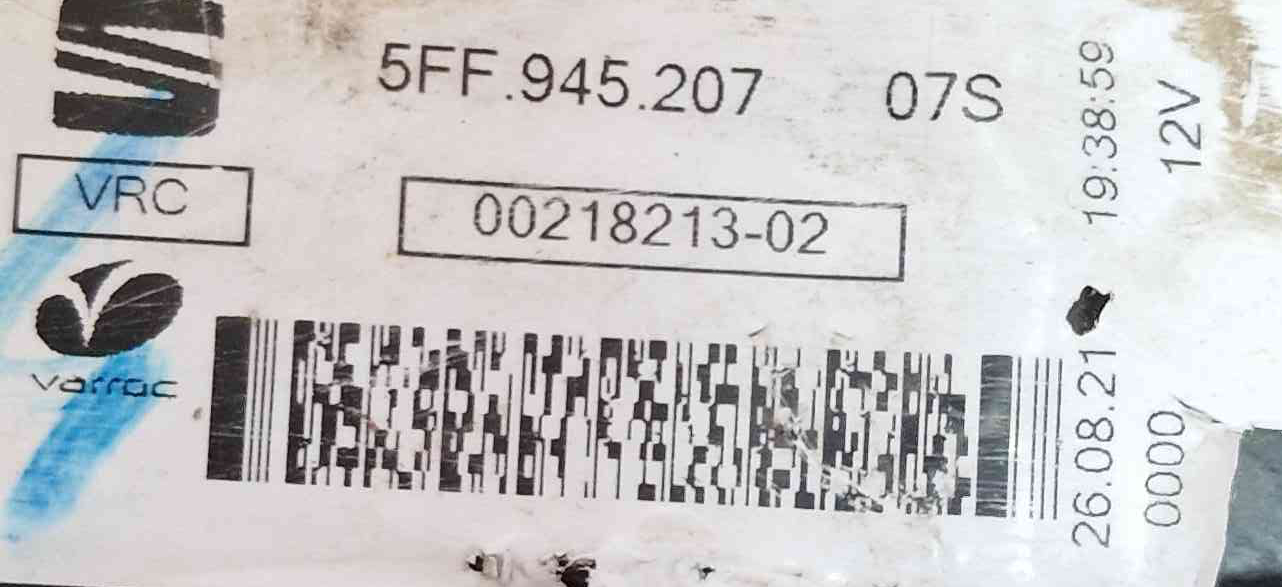 5FF.945.207 07S
VRC
00218213-02
varroc
26.08.21 19:38:59
0000 12V